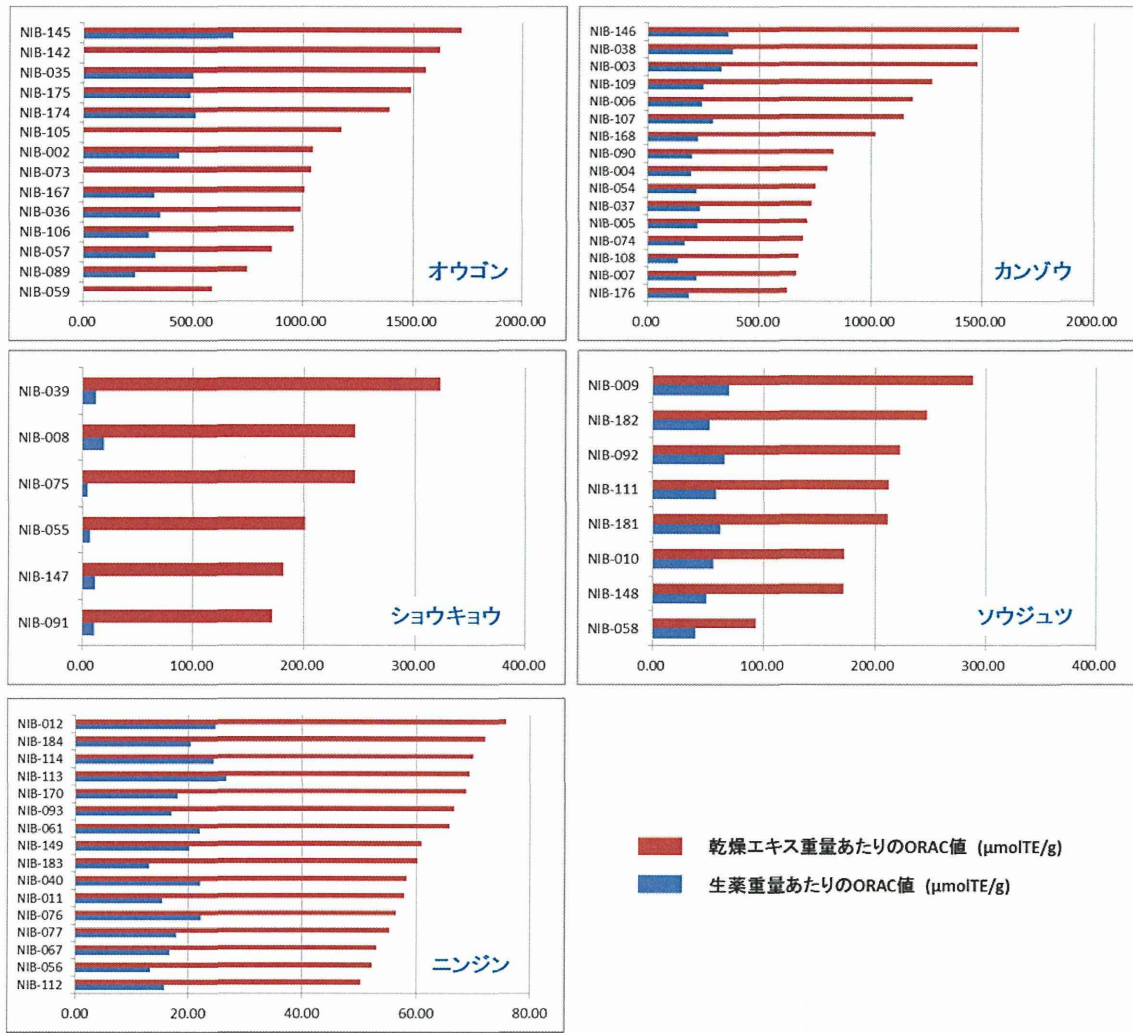 NIB-145
NIB-142
NIB-035
NIB-175
NIB-174
NIB-105
NIB-002
NIB-073
NIB-167
NIB-036
NIB-106
NIB-057
NIB-089
NIB-059
オウゴン
0.00 500.00 1000.00 1500.00 2000.00
NIB-146
NIB-038
NIB-003
NIB-109
NIB-006
NIB-107
NIB-168
NIB-090
NIB-004
NIB-054
NIB-037
NIB-005
NIB-074
NIB-108
NIB-007
NIB-176
カンゾウ
0.00 500.00 1000.00 1500.00 2000.00
NIB-039
NIB-008
NIB-075
NIB-055
NIB-147
NIB-091
ショウキョウ
0.00 100.00 200.00 300.00 400.00
NIB-009
NIB-182
NIB-092
NIB-111
NIB-181
NIB-010
NIB-148
NIB-058
ソウジュツ
0.00 100.00 200.00 300.00 400.00
NIB-012
NIB-184
NIB-114
NIB-113
NIB-170
NIB-093
NIB-061
NIB-149
NIB-183
NIB-040
NIB-011
NIB-076
NIB-077
NIB-067
NIB-056
NIB-112
ニンジン
0.00 20.00 40.00 60.00 80.00
乾燥エキス重量あたりのORAC値 (μmolTE/g)
生薬重量あたりのORAC値 (μmolTE/g)